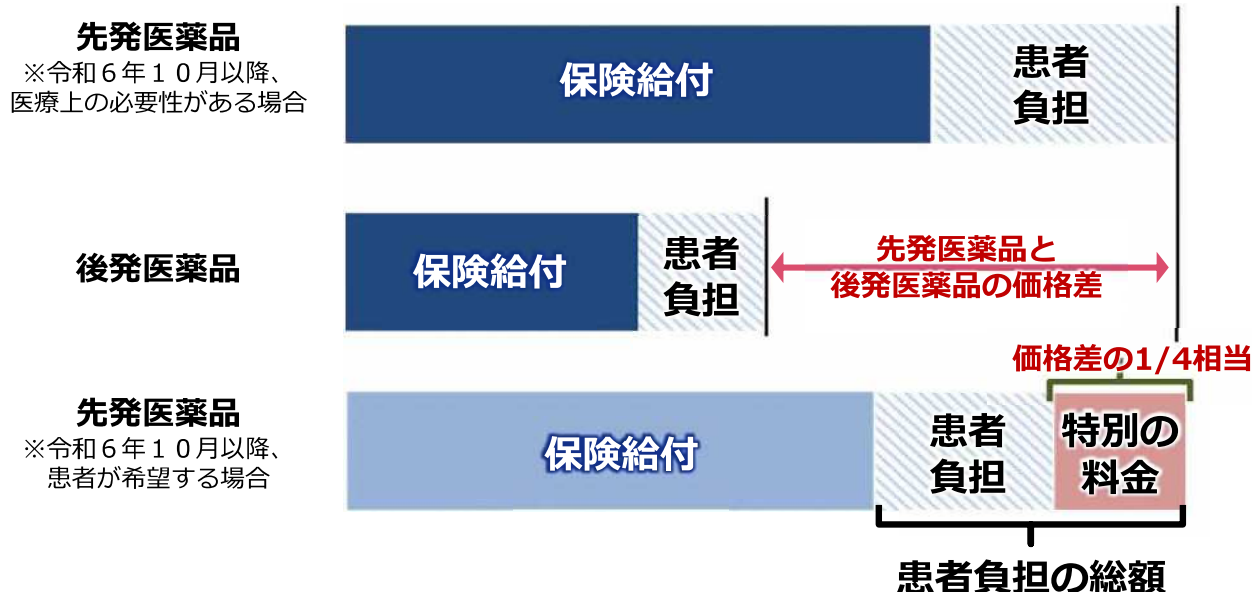 先発医薬品
※令和６年１０月以降、
医療上の必要性がある場合
保険給付
患者
負担
後発医薬品
保険給付
患者
負担
先発医薬品と
後発医薬品の価格差
価格差の1/4相当
先発医薬品
※令和６年１０月以降、
患者が希望する場合
保険給付
患者
負担
特別の
料金
患者負担の総額